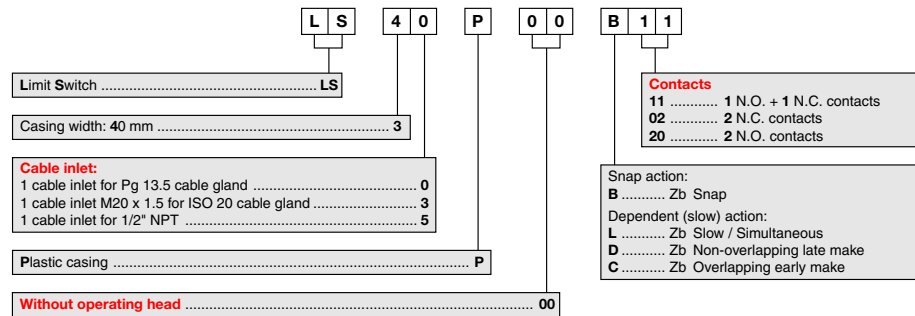 L S 4 0 P 0 0 B 1 1
Limit Switch ........................................................ LS
Casing width: 40 mm ....................................................... 3
Cable inlet:
1 cable inlet for Pg 13.5 cable gland ....................................... 0
1 cable inlet M20 x 1.5 for ISO 20 cable gland ......................... 3
1 cable inlet for 1/2" NPT ......................................................... 5
Plastic casing ..................................................................................... P
Without operating head .................................................................................. 00
Contacts
11 ............ 1 N.O. + 1 N.C. contacts
02 ............ 2 N.C. contacts
20 ............ 2 N.O. contacts
Snap action:
B .......... Zb Snap
Dependent (slow) action:
L ........... Zb Slow / Simultaneous
D .......... Zb Non-overlapping late make
C .......... Zb Overlapping early make